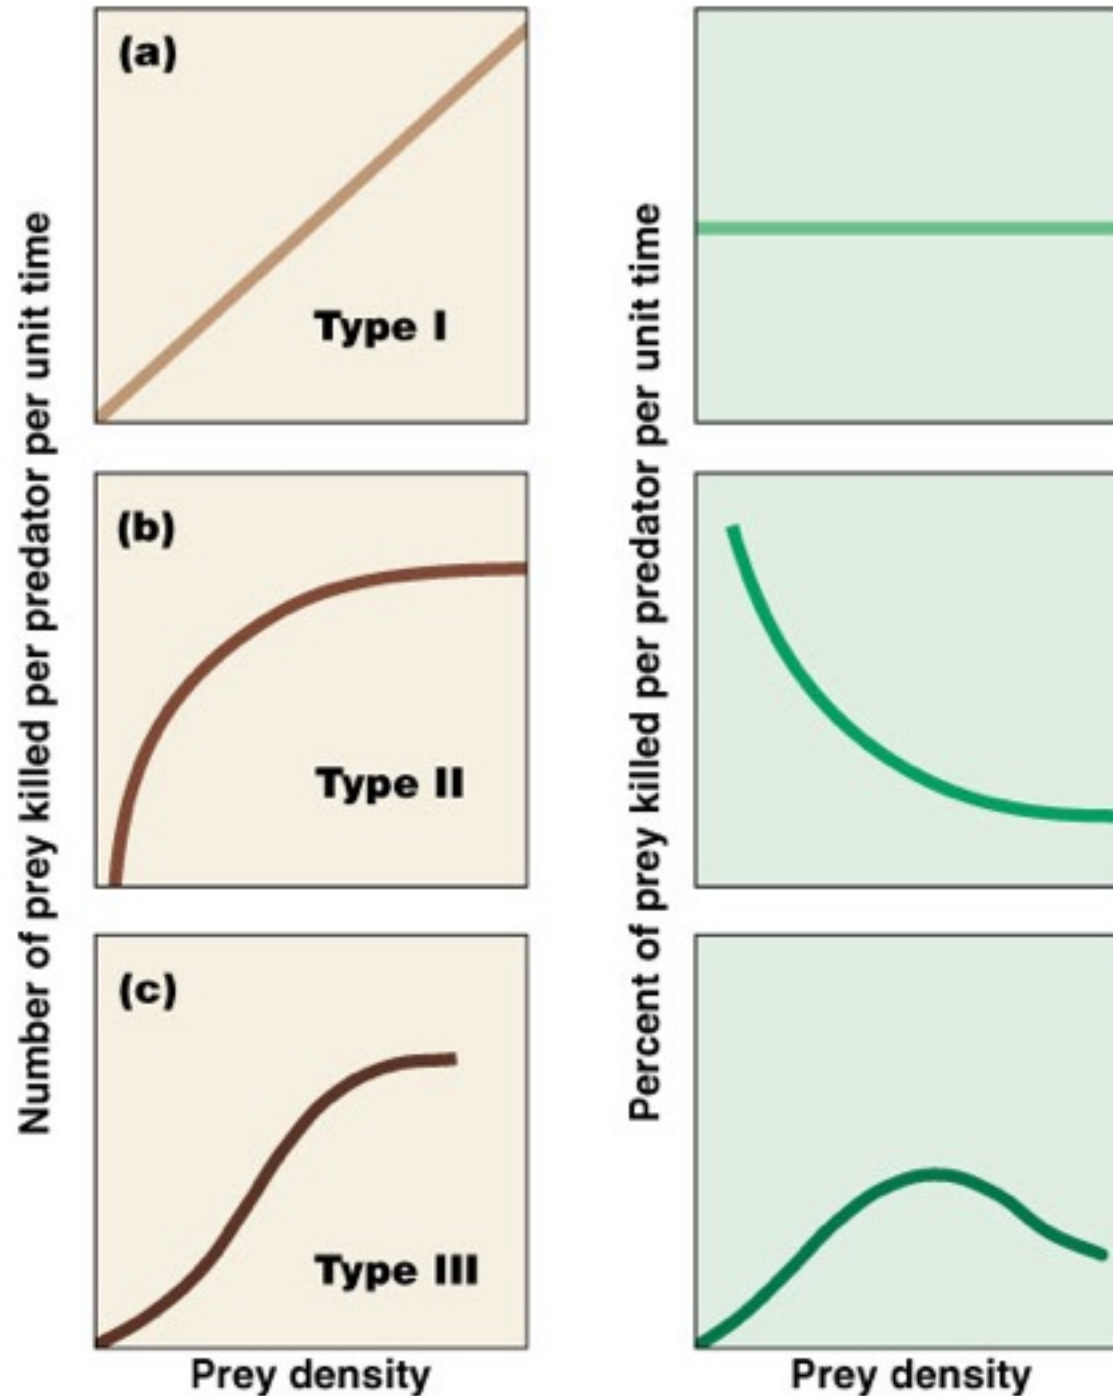 (a)
Type I
(b)
Type II
(c)
Type III
Number of prey killed per predator per unit time
Prey density
Percent of prey killed per predator per unit time
Prey density